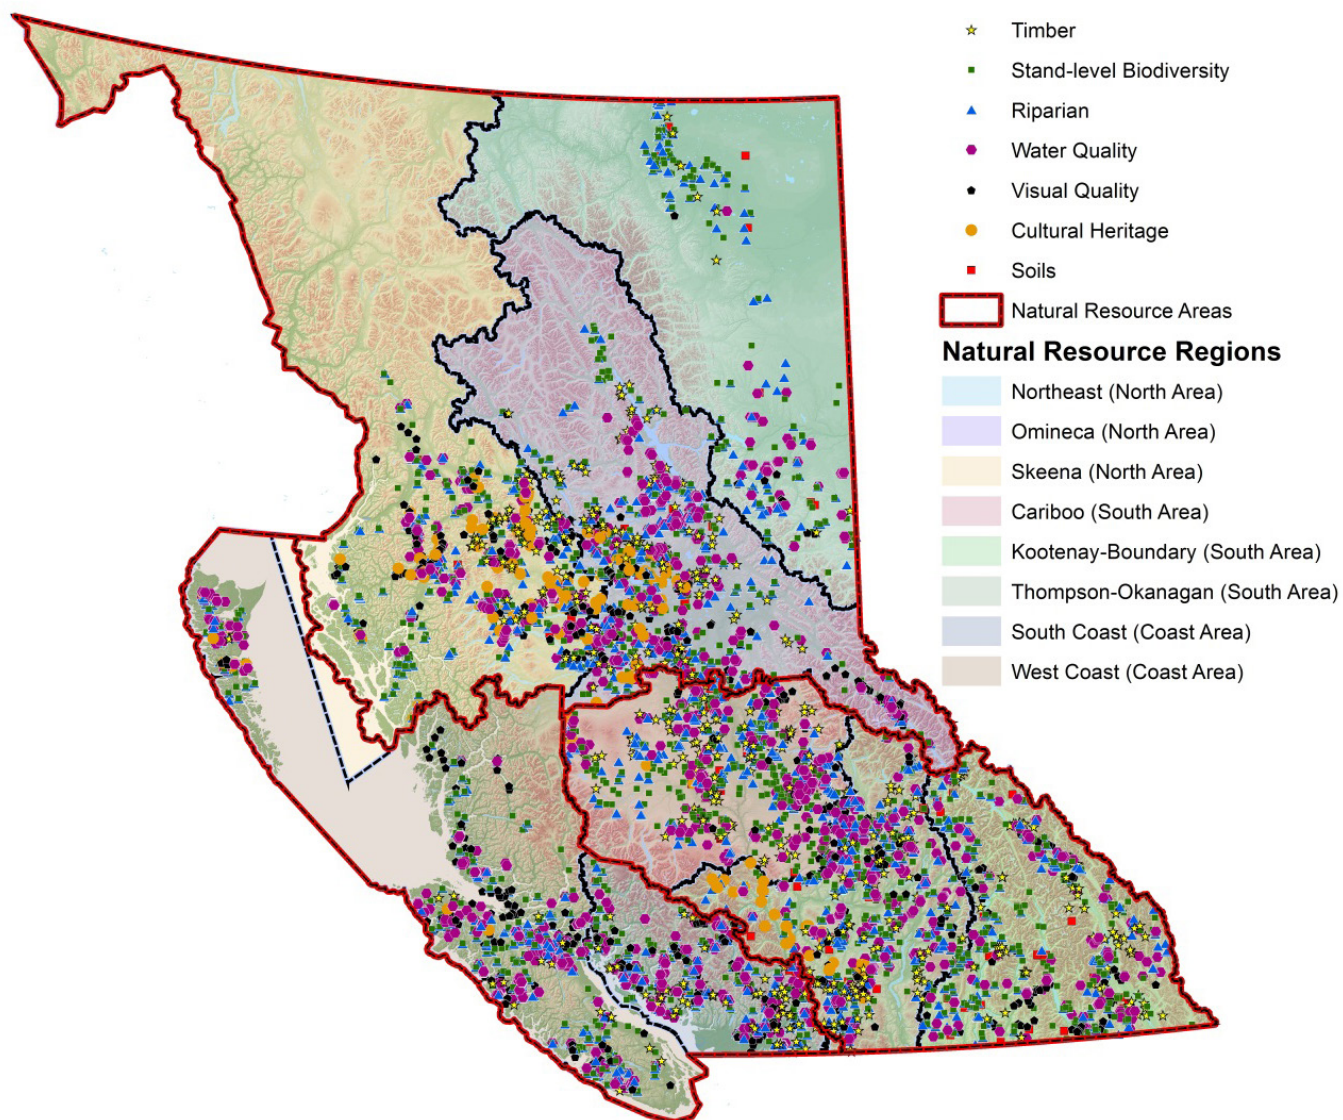 Timber
Stand-level Biodiversity
Riparian
Water Quality
Visual Quality
Cultural Heritage
Soils
Natural Resource Areas
Natural Resource Regions
Northeast (North Area)
Omineca (North Area)
Skeena (North Area)
Cariboo (South Area)
Kootenay-Boundary (South Area)
Thompson-Okanagan (South Area)
South Coast (Coast Area)
West Coast (Coast Area)